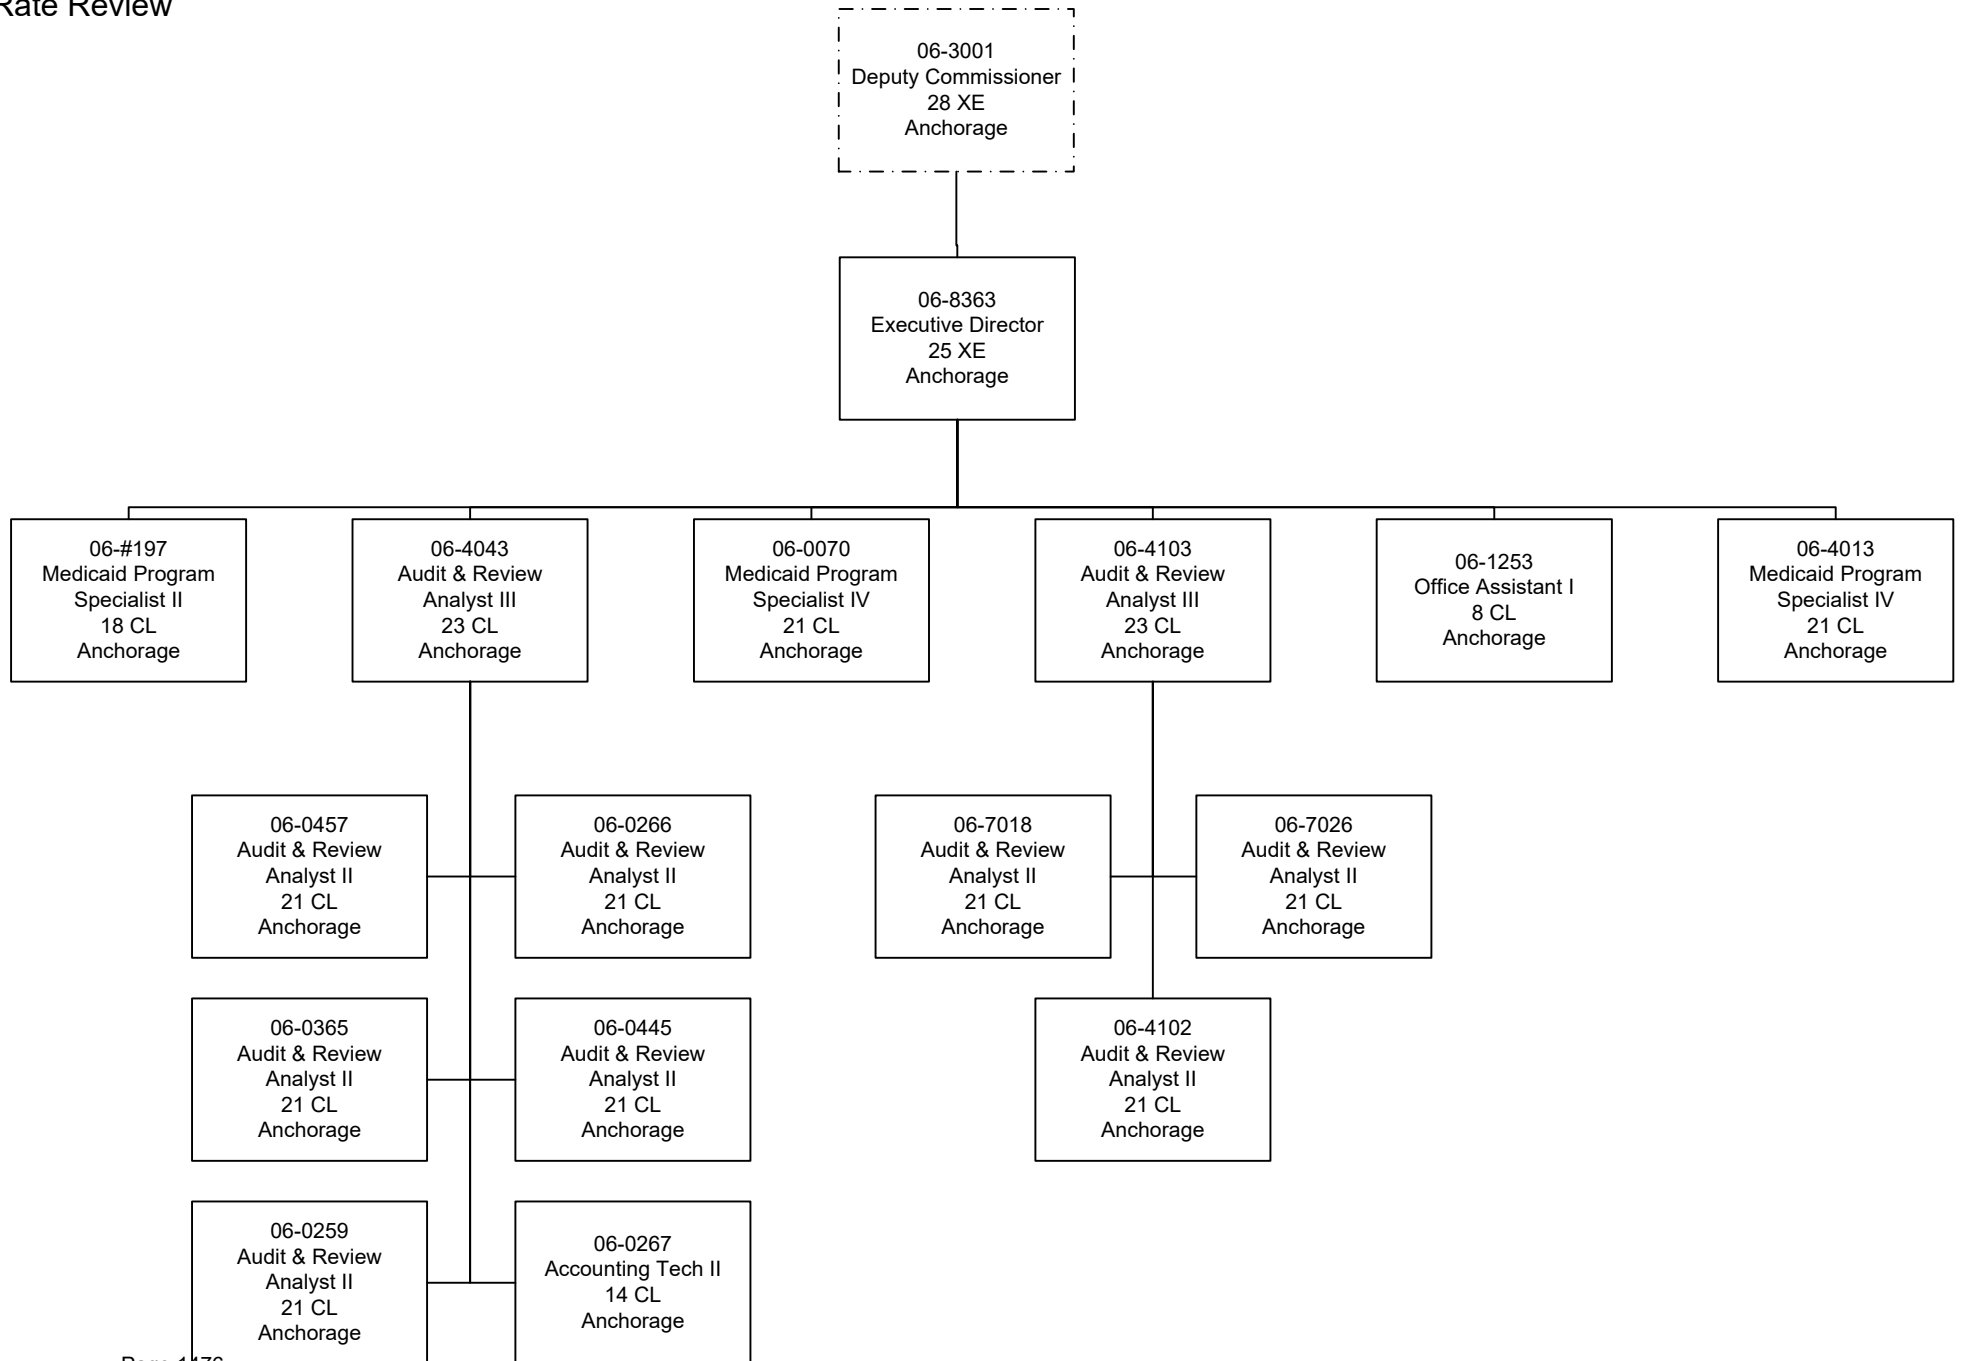 Rate Review
06-3001
Deputy Commissioner
28 XE
Anchorage
06-8363
Executive Director
25 XE
Anchorage
06-#197
Medicaid Program
Specialist II
18 CL
Anchorage
06-4043
Audit & Review
Analyst III
23 CL
Anchorage
06-0070
Medicaid Program
Specialist IV
21 CL
Anchorage
06-4103
Audit & Review
Analyst III
23 CL
Anchorage
06-1253
Office Assistant I
8 CL
Anchorage
06-4013
Medicaid Program
Specialist IV
21 CL
Anchorage
06-0457
Audit & Review
Analyst II
21 CL
Anchorage
06-0266
Audit & Review
Analyst II
21 CL
Anchorage
06-7018
Audit & Review
Analyst II
21 CL
Anchorage
06-7026
Audit & Review
Analyst II
21 CL
Anchorage
06-0365
Audit & Review
Analyst II
21 CL
Anchorage
06-0445
Audit & Review
Analyst II
21 CL
Anchorage
06-4102
Audit & Review
Analyst II
21 CL
Anchorage
06-0259
Audit & Review
Analyst II
21 CL
Anchorage
06-0267
Accounting Tech II
14 CL
Anchorage
Page